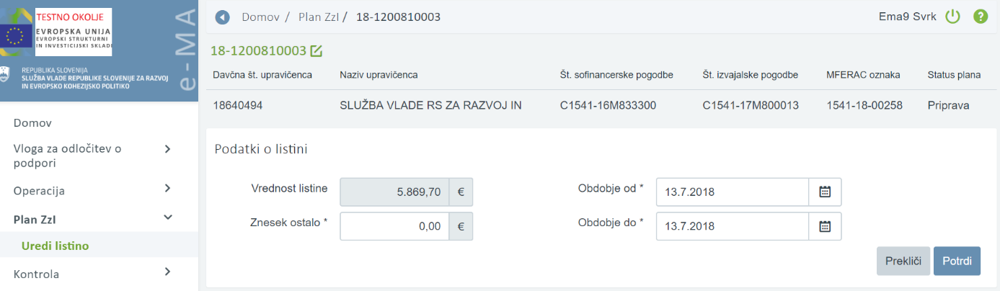 TESTNO OKOLJE
EVROPSKA UNIJA
EVROPSKI STRUKTURNI
IN INVESTICIJSKI SKLADI
e-MA
REPUBLIKA SLOVENIJA
SLUŽBA VLADE REPUBLIKE SLOVENIJE ZA RAZVOJ
IN EVROPSKO KOHEZIJSKO POLITIKO
Domov
Vloga za odločitev o
podpori
Operacija
Plan ZzI
Uredi listino
Kontrola
Domov / Plan ZzI / 18-1200810003
Ema9 Svrk
?
18-1200810003
Davčna št. upravičenca Naziv upravičenca Št. sofinancerske pogodbe Št. izvajalske pogodbe MFERAC oznaka Status plana
18640494 SLUŽBA VLADE RS ZA RAZVOJ IN C1541-16M833300 C1541-17M800013 1541-18-00258 Priprava
Podatki o listini
Vrednost listine 5.869,70 € Obdobje od * 13.7.2018
Znesek ostalo * 0,00 € Obdobje do * 13.7.2018
Prekliči Potrdi